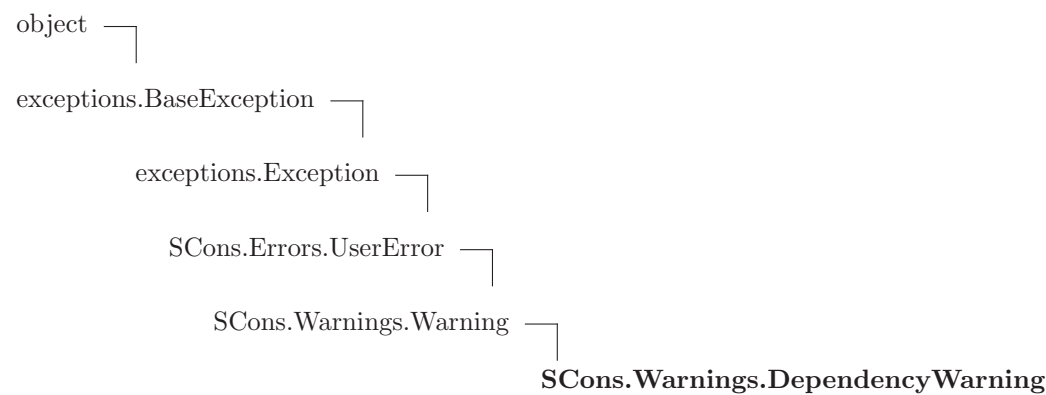 object
exceptions.BaseException
exceptions.Exception
SCons.Errors.UserError
SCons.Warnings.Warning
SCons.Warnings.DependencyWarning